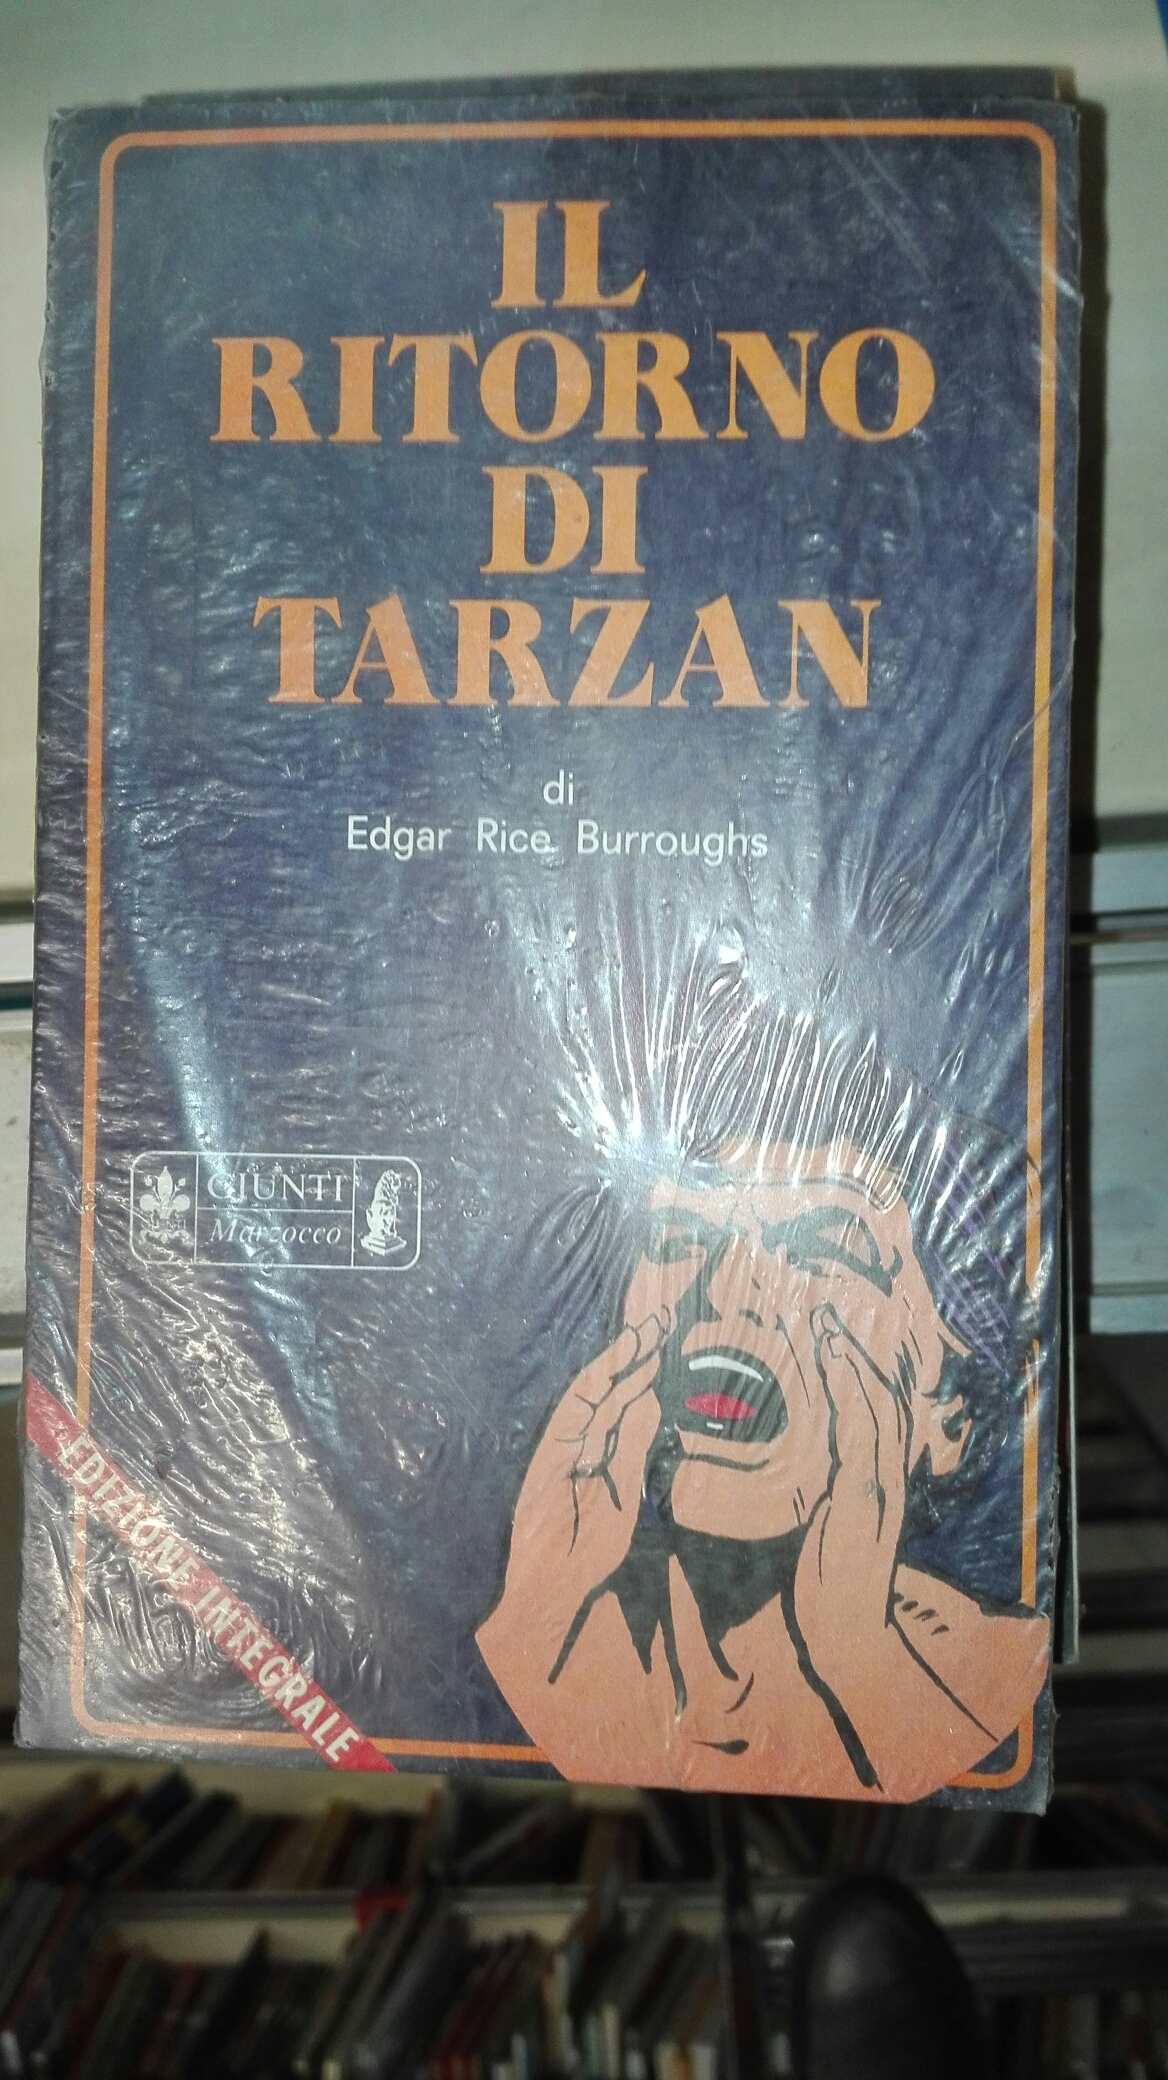 IL
RITORNO
DI
TARZAN
di
Edgar Rice Burroughs
GIUNTI
Marzocco
EDIZIONE INTEGRALE